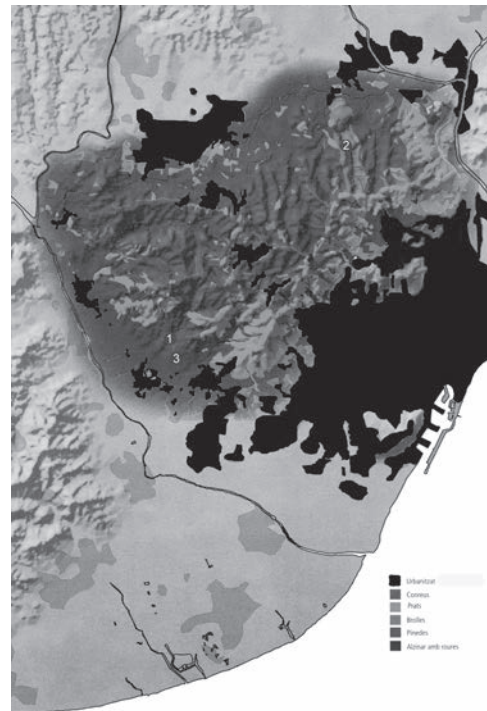 2
1
3
Urbanitzat
Conreus
Prats
Brolles
Pinedes
Alzinar amb roures